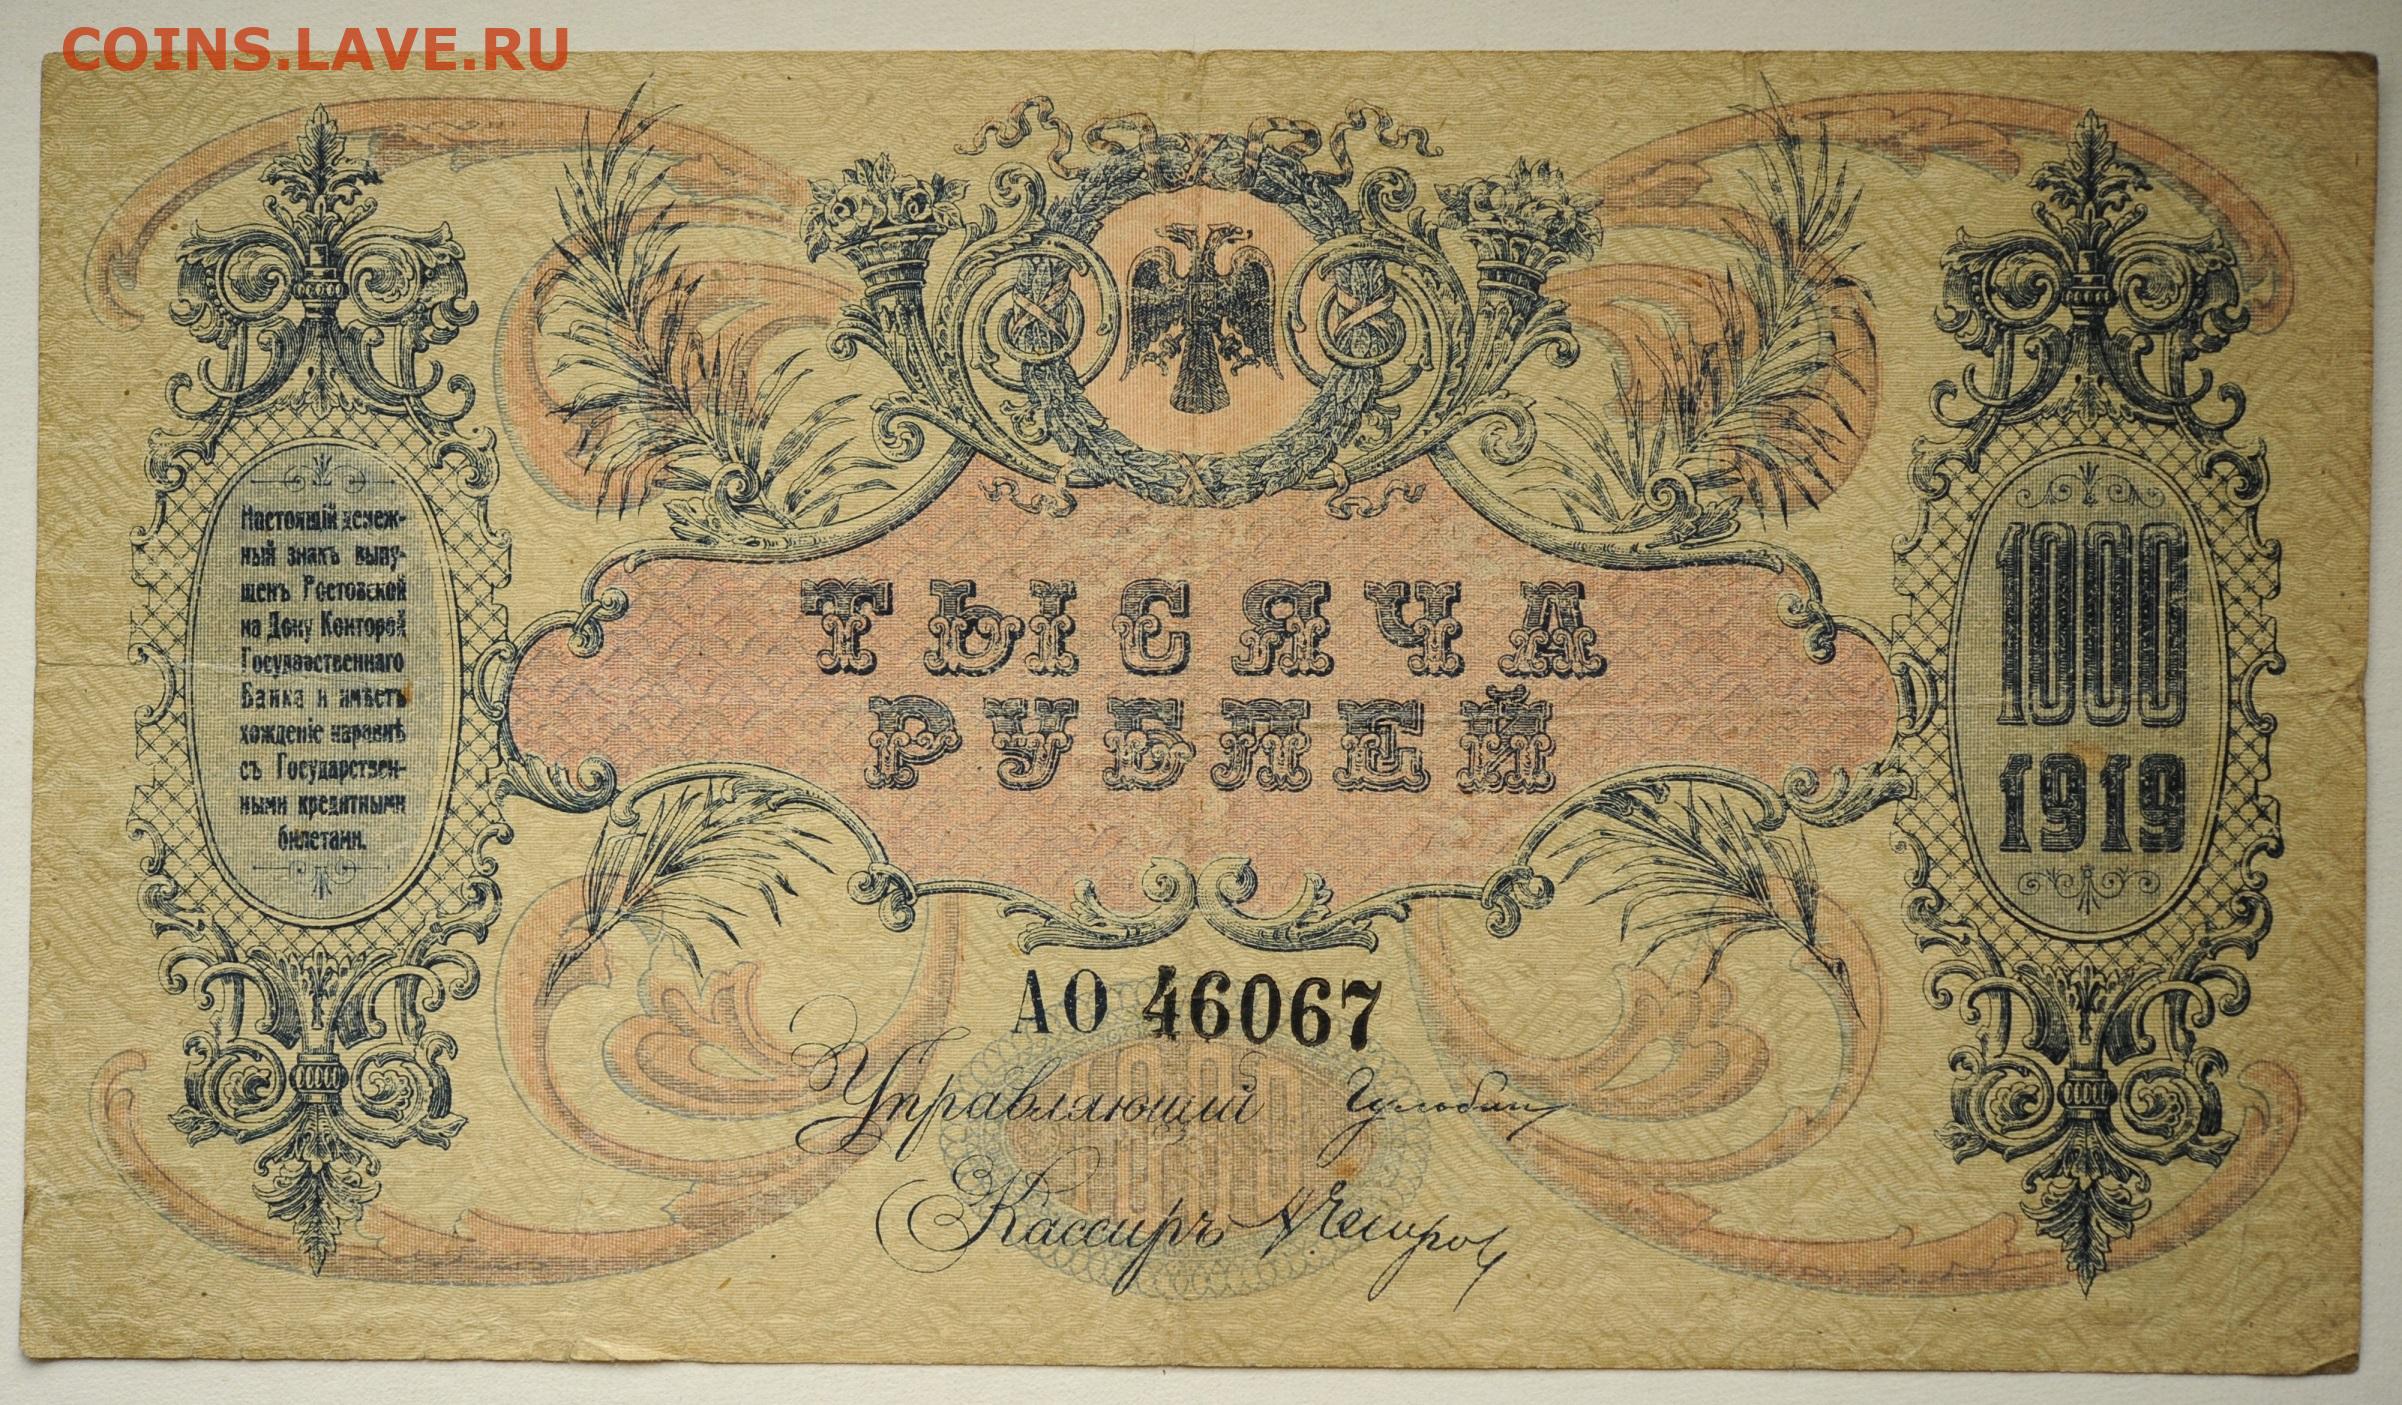 COINS.LAVE.RU
Настоящій денеж-
ный знакъ выпу-
щенъ Ростовской
на Дону Конторой
Государственнаго
Банка и имѣетъ
хожденіе наравнѣ
съ Государствен-
ными кредитными
билетами.
ТЫСЯЧА
РУБЛЕЙ
1000
1919
АО 46067
Управляющій
Кассиръ